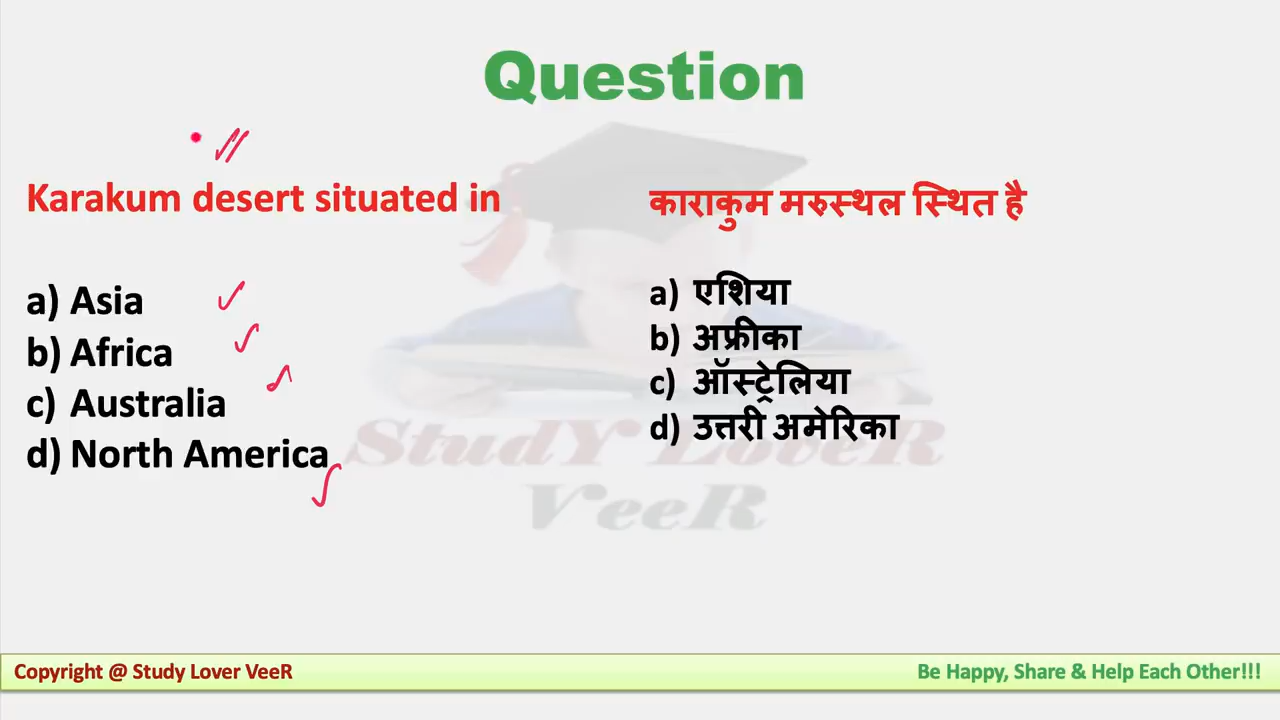 Question
Karakum desert situated in
a) Asia
b) Africa
c) Australia
d) North America
काराकुम मरुस्थल स्थित है
a) एशिया
b) अफ्रीका
c) ऑस्ट्रेलिया
d) उत्तरी अमेरिका
StudY LoveR
VeeR
Copyright @ Study Lover VeeR
Be Happy, Share & Help Each Other!!!